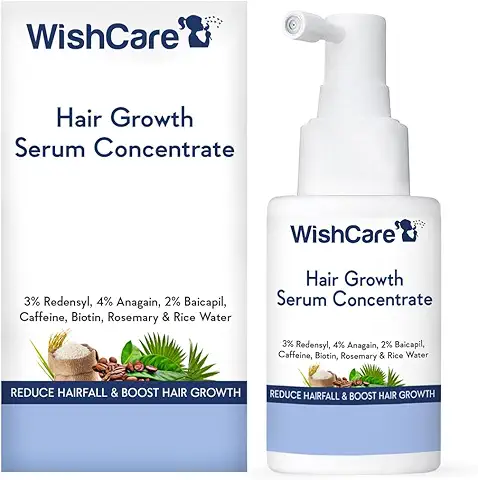 WishCare
Hair Growth
Serum Concentrate
3% Redensyl, 4% Anagain, 2% Baicapil,
Caffeine, Biotin, Rosemary & Rice Water
REDUCE HAIRFALL & BOOST HAIR GROWTH
WishCare
Hair Growth
Serum Concentrate
3% Redensyl, 4% Anagain, 2% Baicapil,
Caffeine, Biotin, Rosemary & Rice Water
REDUCE HAIRFALL & BOOST HAIR GROWTH